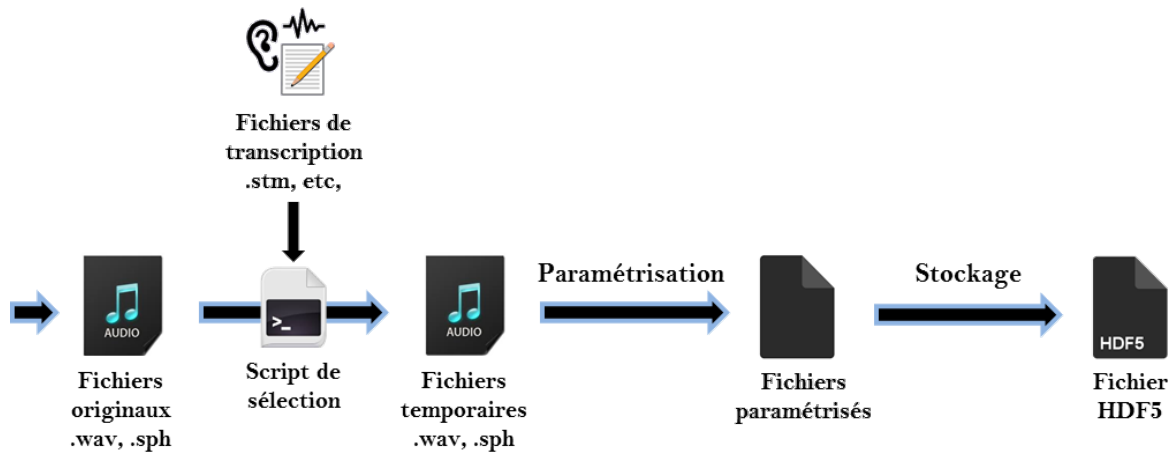 Fichiers de
transcription
.stm, etc,
Paramétrisation
Stockage
AUDIO
>_
AUDIO
HDF5
Fichiers
originaux
.wav, .sph
Script de
sélection
Fichiers
temporaires
.wav, .sph
Fichiers
paramétrisés
Fichier
HDF5